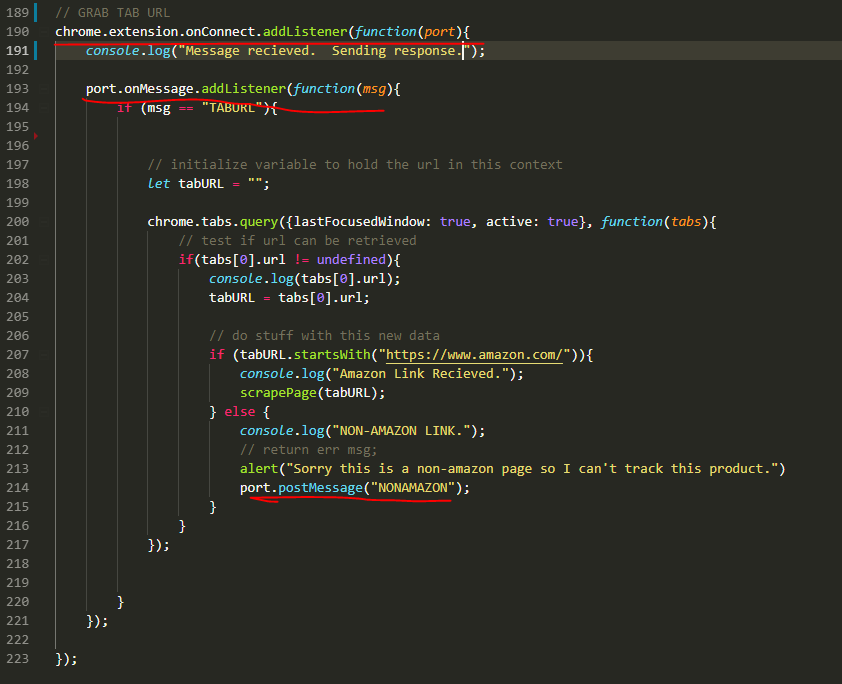 189 // GRAB TAB URL
190 chrome.extension.onConnect.addListener(function(port){
191 console.log("Message recieved.  Sending response.");
192
193 port.onMessage.addListener(function(msg){
194 if (msg == "TABURL"){
195
196
197 // initialize variable to hold the url in this context
198 let tabURL = "";
199
200 chrome.tabs.query({lastFocusedWindow: true, active: true}, function(tabs){
201 // test if url can be retrieved
202 if(tabs[0].url != undefined){
203 console.log(tabs[0].url);
204 tabURL = tabs[0].url;
205
206 // do stuff with this new data
207 if (tabURL.startsWith("https://www.amazon.com/")){
208 console.log("Amazon Link Recieved.");
209 scrapePage(tabURL);
210 } else {
211 console.log("NON-AMAZON LINK.");
212 // return err msg;
213 alert("Sorry this is a non-amazon page so I can't track this product.")
214 port.postMessage("NONAMAZON");
215 }
216 }
217 });
218
219
220 }
221 });
222
223 });